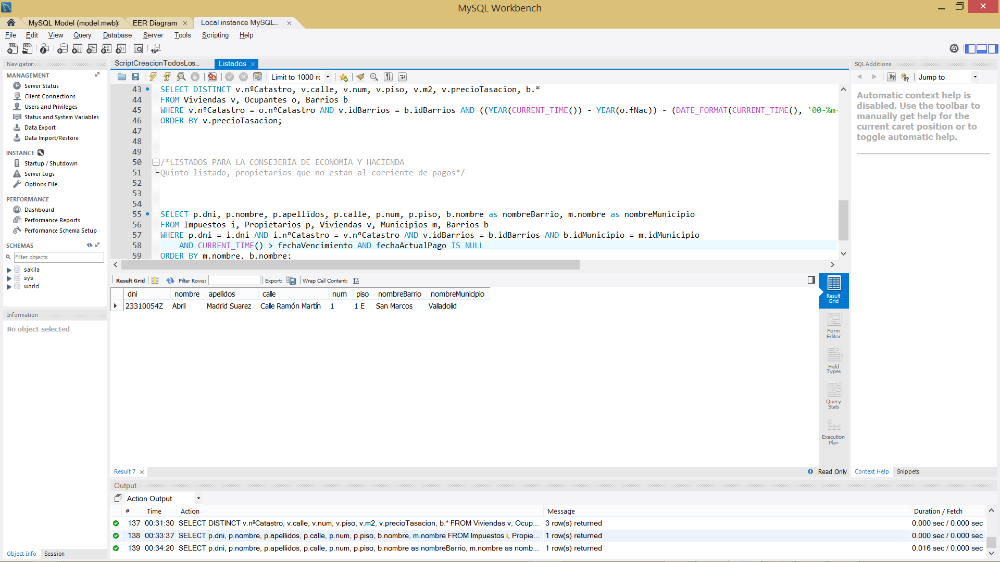 MySQL Workbench
MySQL Model (model.mwb)
EER Diagram
Local instance MySQL...
File Edit View Query Database Server Tools Scripting Help
Navigator
MANAGEMENT
Server Status
Client Connections
Users and Privileges
Status and System Variables
Data Export
Data Import/Restore
INSTANCE
Startup / Shutdown
Server Logs
Options File
PERFORMANCE
Dashboard
Performance Reports
Performance Schema Setup
SCHEMAS
Filter objects
sakila
sys
world
Information
No object selected
Object Info Session
ScriptCreacionTodosLos...
Listados
Limit to 1000 r
43 SELECT DISTINCT v.nºCatastro, v.calle, v.num, v.piso, v.m2, v.precioTasacion, b.*
44 FROM Viviendas v, Ocupantes o, Barrios b
45 WHERE v.nºCatastro = o.nºCatastro AND v.idBarrios = b.idBarrios AND ((YEAR(CURRENT_TIME()) - YEAR(o.fNac)) - (DATE_FORMAT(CURRENT_TIME(), '00-%m-
46 ORDER BY v.precioTasacion;
47
48
49
50 /*LISTADOS PARA LA CONSEJERÍA DE ECONOMÍA Y HACIENDA
51 Quinto listado, propietarios que no estan al corriente de pagos*/
52
53
54
55 SELECT p.dni, p.nombre, p.apellidos, p.calle, p.num, p.piso, b.nombre as nombreBarrio, m.nombre as nombreMunicipio
56 FROM Impuestos i, Propietarios p, Viviendas v, Municipios m, Barrios b
57 WHERE p.dni = i.dni AND i.nºCatastro = v.nºCatastro AND v.idBarrios = b.idBarrios AND b.idMunicipio = m.idMunicipio
58 AND CURRENT_TIME() > fechaVencimiento AND fechaActualPago IS NULL
59 ORDER BY m.nombre, b.nombre;
Result Grid Filter Rows: Export: Wrap Cell Content:
dni nombre apellidos calle num piso nombreBarrio nombreMunicipio
23310054Z Abril Madrid Suarez Calle Ramón Martín 1 1 E San Marcos Valladolid
Result Grid
Form Editor
Field Types
Query Stats
Execution Plan
Result 7
Read Only
SQLAdditions
Jump to
Automatic context help is
disabled. Use the toolbar to
manually get help for the
current caret position or to
toggle automatic help.
Context Help Snippets
Output
Action Output
# Time Action Message Duration / Fetch
137 00:31:30 SELECT DISTINCT v.nºCatastro, v.calle, v.num, v.piso, v.m2, v.precioTasacion, b.* FROM Viviendas v, Ocup... 3 row(s) returned 0.000 sec / 0.000 sec
138 00:33:37 SELECT p.dni, p.nombre, p.apellidos, p.calle, p.num, p.piso, b.nombre, m.nombre FROM Impuestos i, Propie... 1 row(s) returned 0.000 sec / 0.000 sec
139 00:34:20 SELECT p.dni, p.nombre, p.apellidos, p.calle, p.num, p.piso, b.nombre as nombreBarrio, m.nombre as nomb... 1 row(s) returned 0.016 sec / 0.000 sec